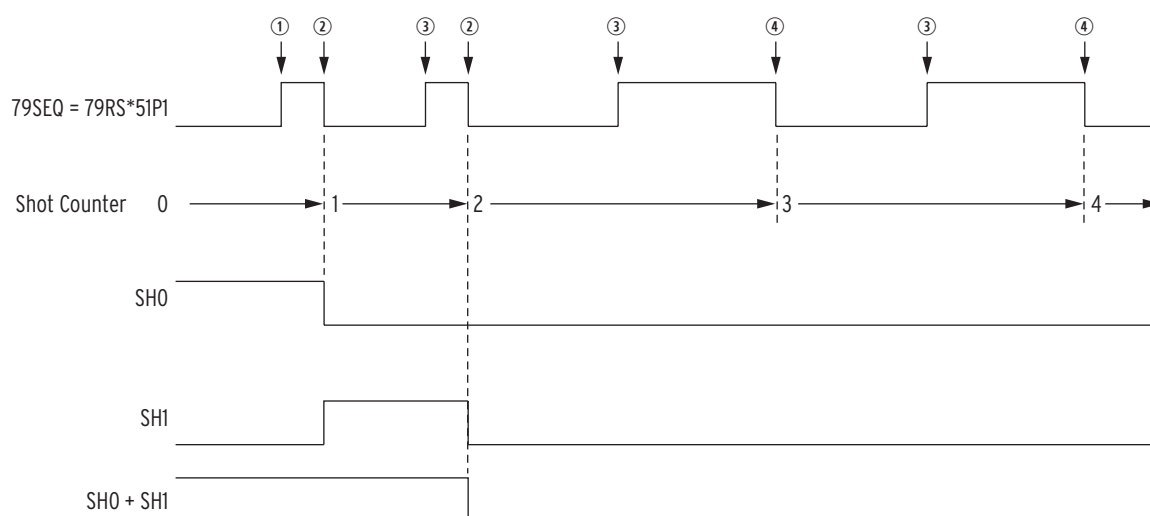 ① ② ③ ② ③ ④ ③ ④
79SEQ = 79RS*51P1
Shot Counter 0 1 2 3 4
SH0
SH1
SH0 + SH1